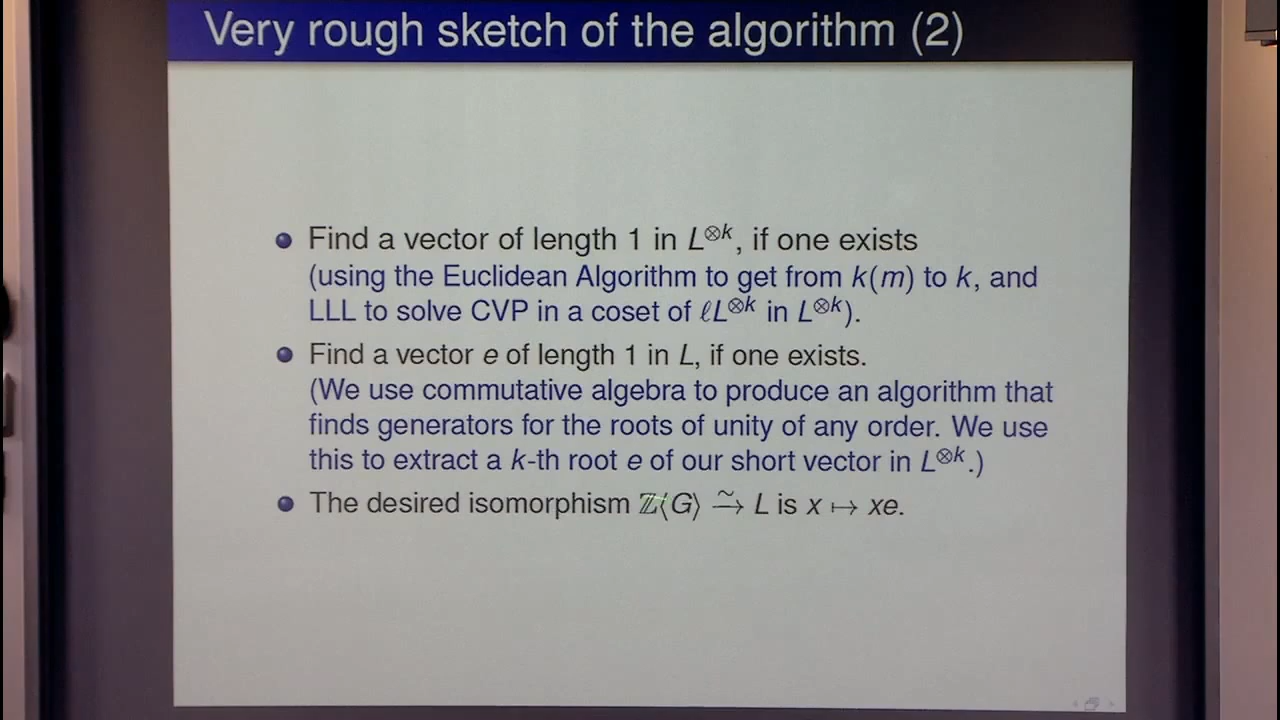 Very rough sketch of the algorithm (2)
Find a vector of length 1 in L⊗k, if one exists
(using the Euclidean Algorithm to get from k(m) to k, and
LLL to solve CVP in a coset of ℓL⊗k in L⊗k).
Find a vector e of length 1 in L, if one exists.
(We use commutative algebra to produce an algorithm that
finds generators for the roots of unity of any order. We use
this to extract a k-th root e of our short vector in L⊗k.)
The desired isomorphism ℤ⟨G⟩ ⥲ L is x ↦ xe.